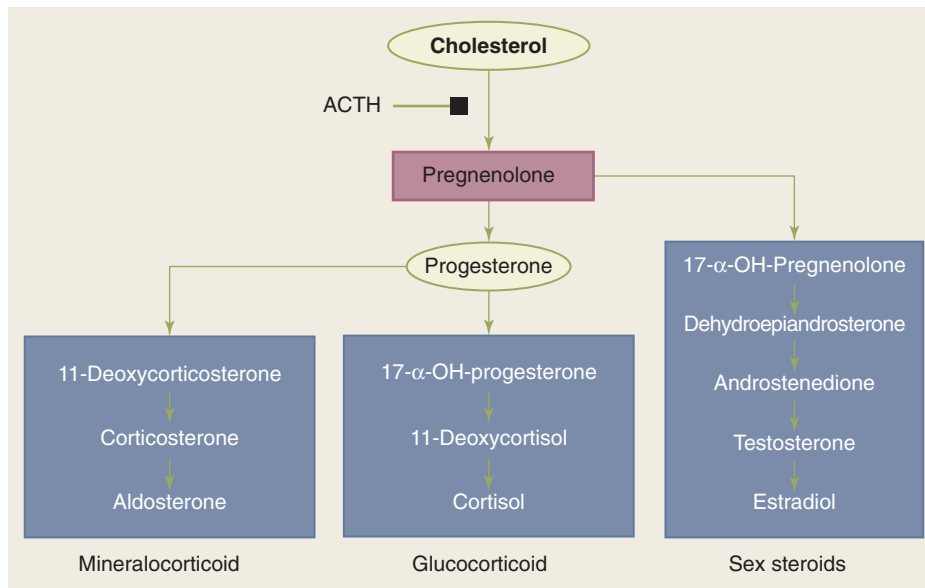 Cholesterol
ACTH
Pregnenolone
Progesterone
11-Deoxycorticosterone
Corticosterone
Aldosterone
Mineralocorticoid
17-α-OH-progesterone
11-Deoxycortisol
Cortisol
Glucocorticoid
17-α-OH-Pregnenolone
Dehydroepiandrosterone
Androstenedione
Testosterone
Estradiol
Sex steroids